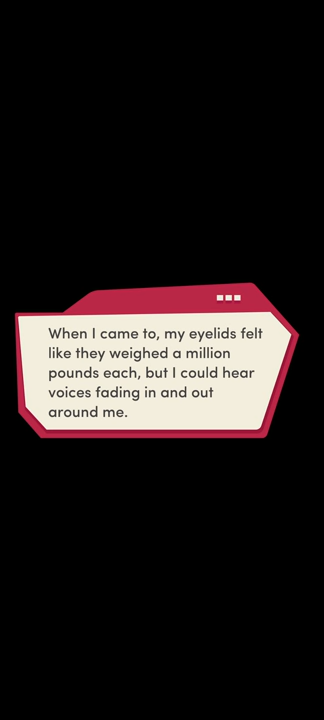 When I came to, my eyelids felt
like they weighed a million
pounds each, but I could hear
voices fading in and out
around me.